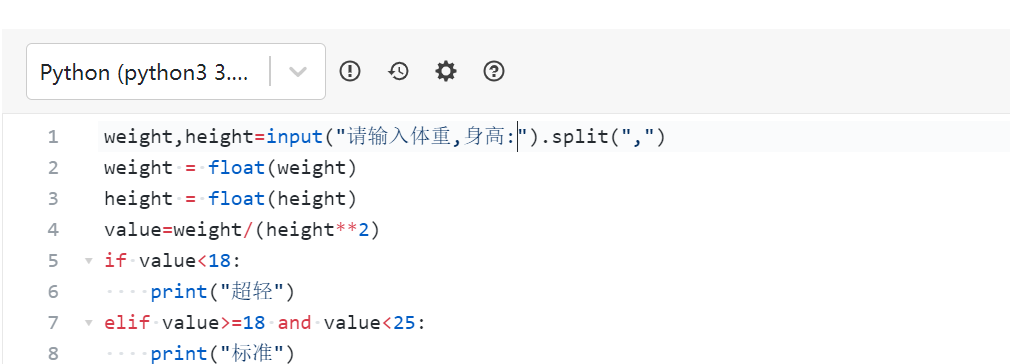 Python (python3 3....
1 weight,height=input("请输入体重,身高:").split(",")
2 weight = float(weight)
3 height = float(height)
4 value=weight/(height**2)
5 if value<18:
6 print("超轻")
7 elif value>=18 and value<25:
8 print("标准")